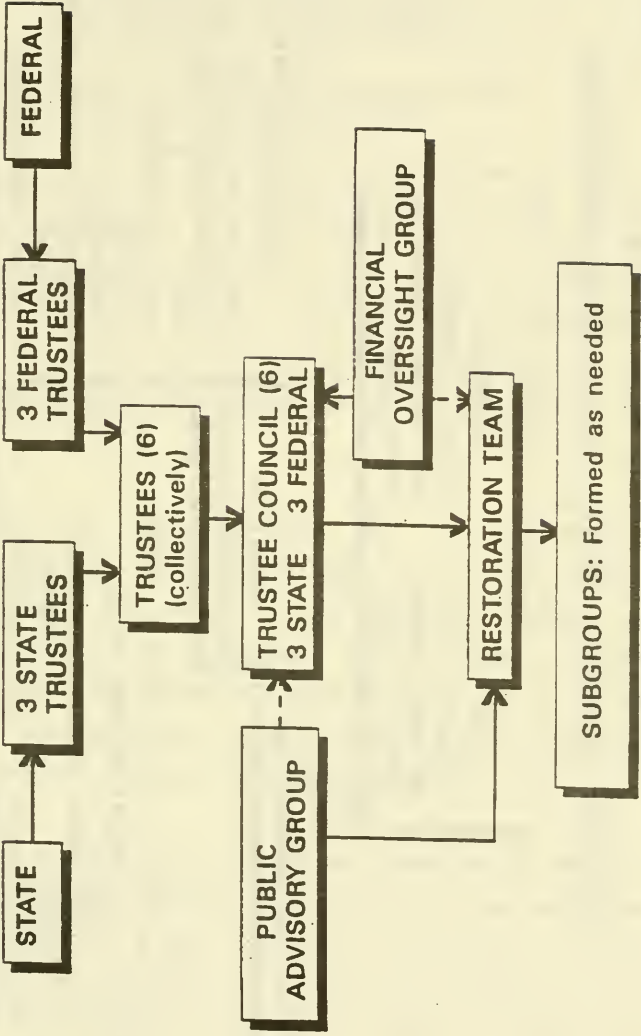 STATE
3 STATE
TRUSTEES
3 FEDERAL
TRUSTEES
FEDERAL
TRUSTEES (6)
(collectively)
PUBLIC
ADVISORY GROUP
TRUSTEE COUNCIL (6)
3 STATE 3 FEDERAL
FINANCIAL
OVERSIGHT GROUP
RESTORATION TEAM
SUBGROUPS: Formed as needed